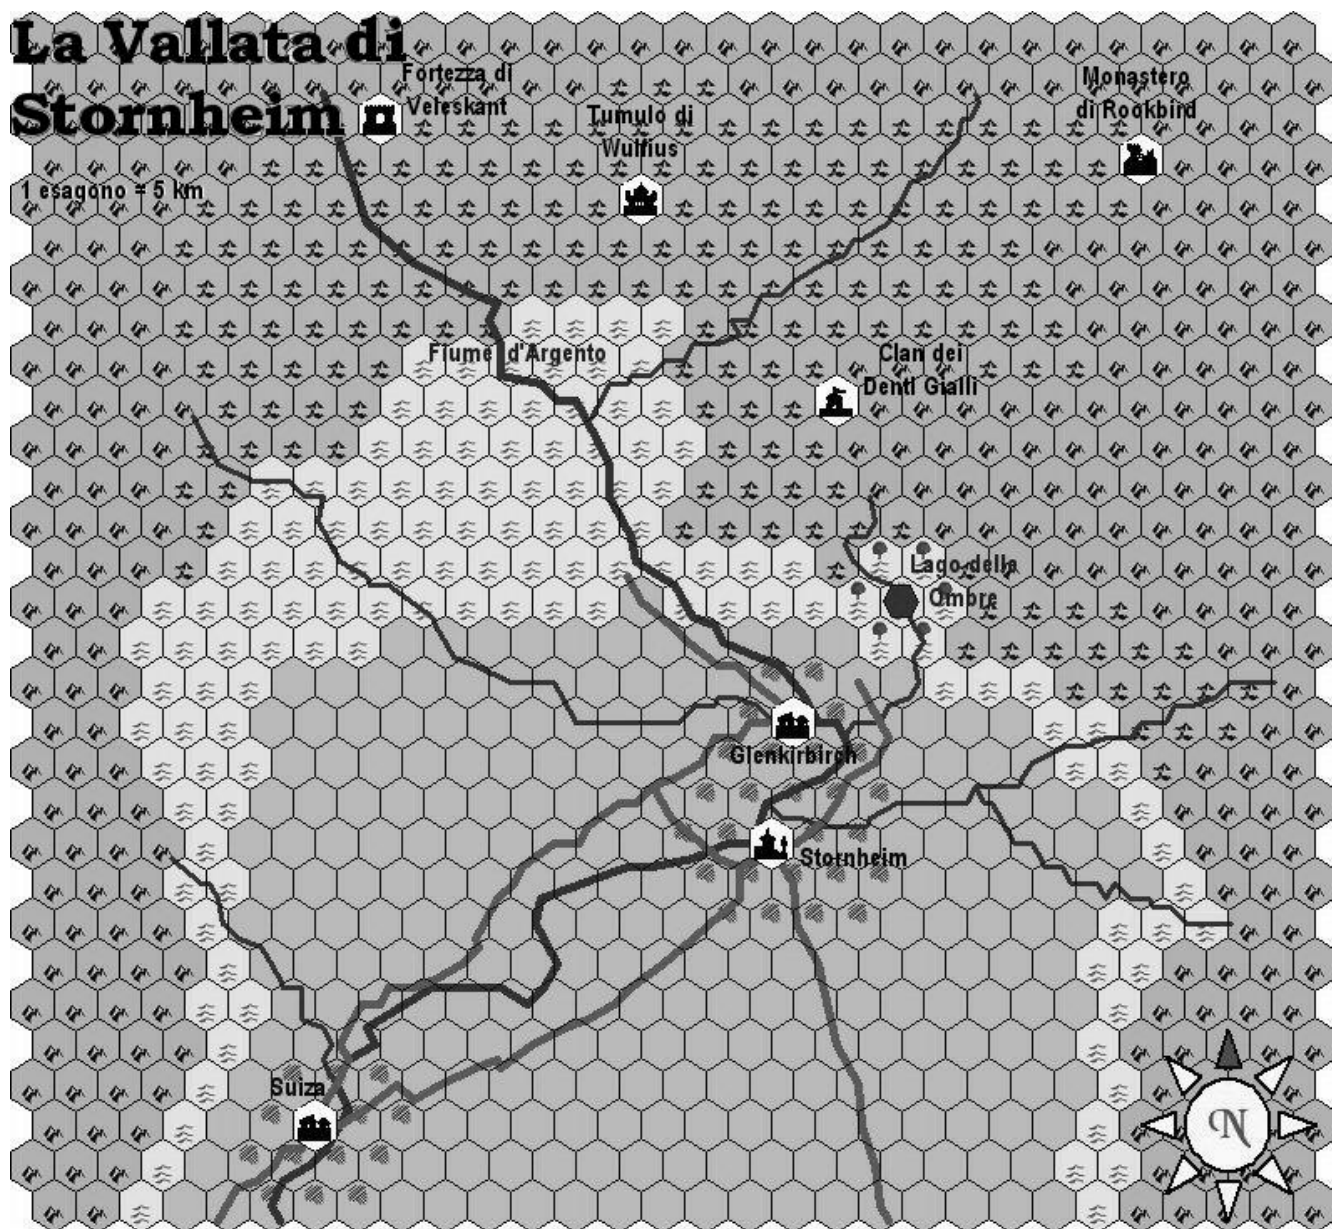 La Vallata di
Stornheim
Fortezza di
Veleskant
Tumulo di
Wulfius
Monastero
di Rookbird
1 esagono = 5 km
Fiume d'Argento
Clan dei
Denti Gialli
Lago delle
Ombre
Glenkirbirch
Stornheim
Suiza
N